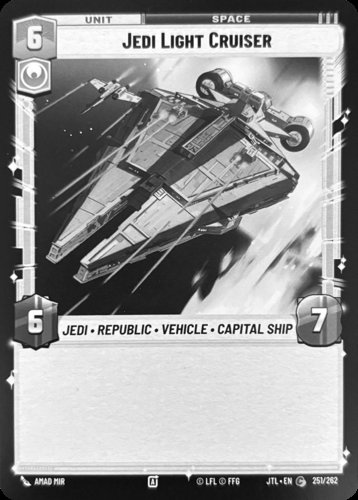 UNIT SPACE
6 JEDI LIGHT CRUISER
6 JEDI • REPUBLIC • VEHICLE • CAPITAL SHIP 7
AMAD MIR A © LFL © FFG JTL • EN C 251/262